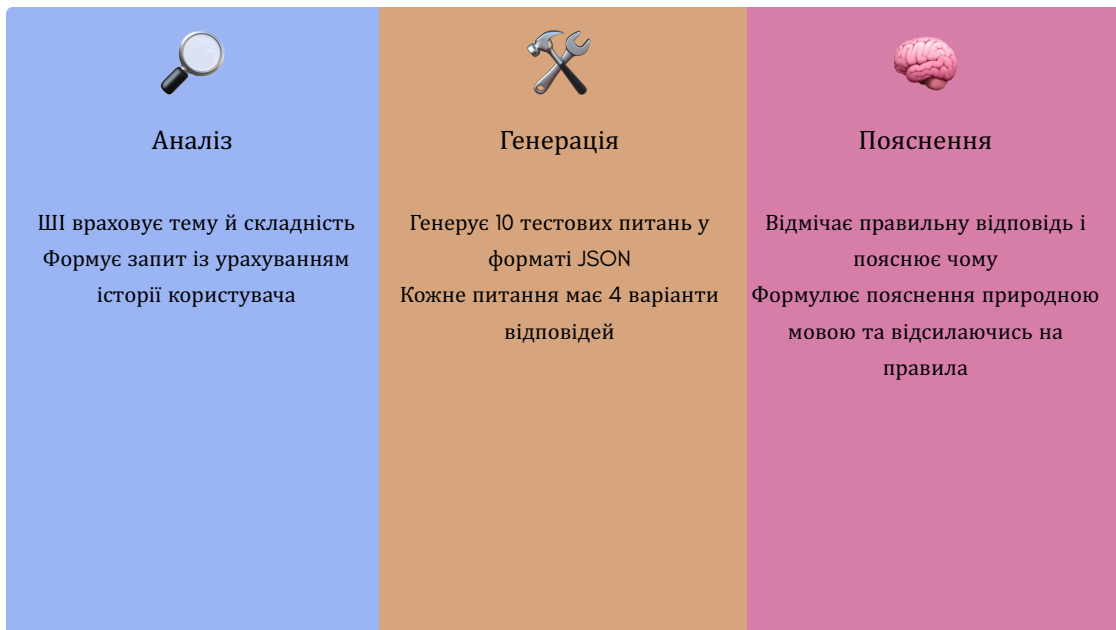 Аналіз
ШІ враховує тему й складність
Формує запит із урахуванням
історії користувача
Генерація
Генерує 10 тестових питань у
форматі JSON
Кожне питання має 4 варіанти
відповідей
Пояснення
Відмічає правильну відповідь і
пояснює чому
Формулює пояснення природною
мовою та відсилаючись на
правила